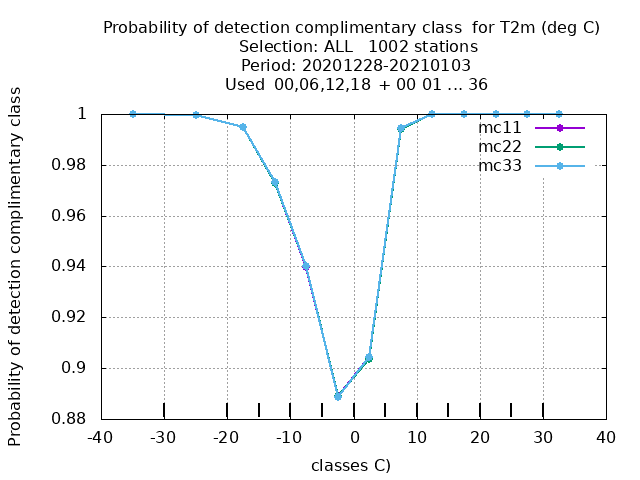 Probability of detection complimentary class  for T2m (deg C)
Selection: ALL   1002 stations
Period: 20201228-20210103
Used  00,06,12,18  + 00 01 ... 36
Probability of detection complimentary class
1
0.98
0.96
0.94
0.92
0.9
0.88
mc11
mc22
mc33
-40 -30 -20 -10 0 10 20 30 40
classes C)